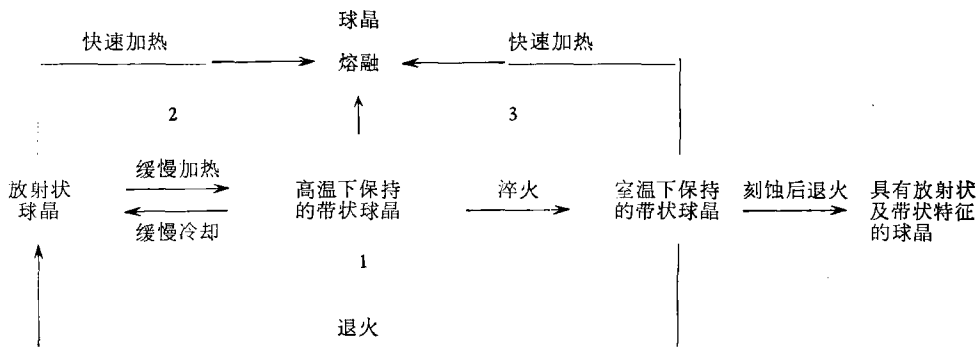 球晶
快速加热
快速加热
熔融
2
3
缓慢加热
放射状
球晶
高温下保持
的带状球晶
淬火
室温下保持
的带状球晶
刻蚀后退火
具有放射状
及带状特征
的球晶
缓慢冷却
1
退火